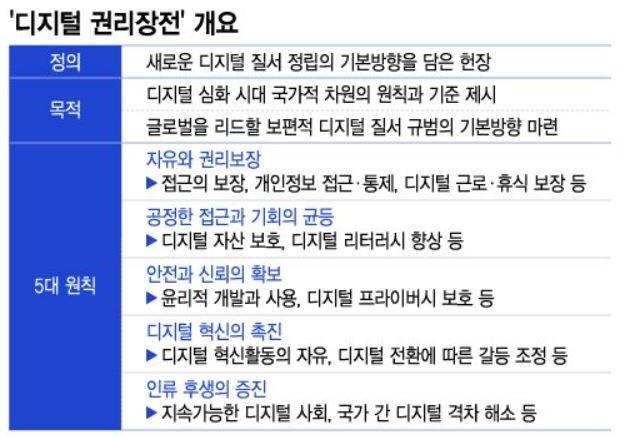 '디지털 권리장전' 개요
정의
새로운 디지털 질서 정립의 기본방향을 담은 헌장
목적
디지털 심화 시대 국가적 차원의 원칙과 기준 제시
글로벌을 리드할 보편적 디지털 질서 규범의 기본방향 마련
5대 원칙
자유와 권리보장
▶접근의 보장, 개인정보 접근·통제, 디지털 근로·휴식 보장 등
공정한 접근과 기회의 균등
▶디지털 자산 보호, 디지털 리터러시 향상 등
안전과 신뢰의 확보
▶윤리적 개발과 사용, 디지털 프라이버시 보호 등
디지털 혁신의 촉진
▶디지털 혁신활동의 자유, 디지털 전환에 따른 갈등 조정 등
인류 후생의 증진
▶지속가능한 디지털 사회, 국가 간 디지털 격차 해소 등